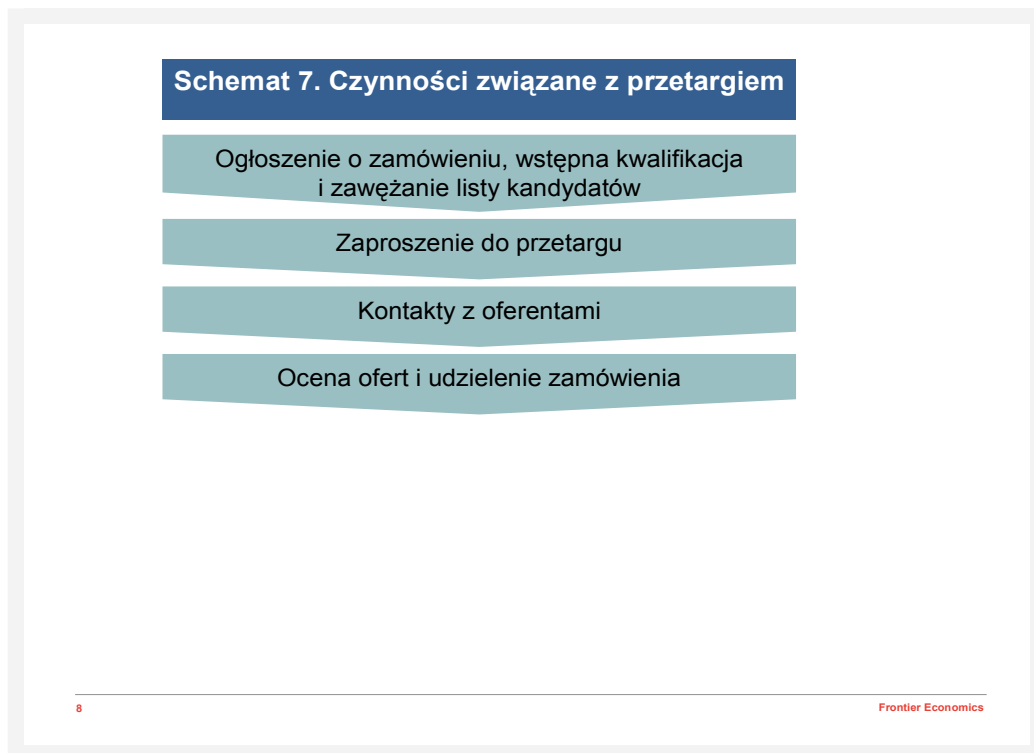 Schemat 7. Czynności związane z przetargiem
Ogłoszenie o zamówieniu, wstępna kwalifikacja
i zawężanie listy kandydatów
Zaproszenie do przetargu
Kontakty z oferentami
Ocena ofert i udzielenie zamówienia
8
Frontier Economics